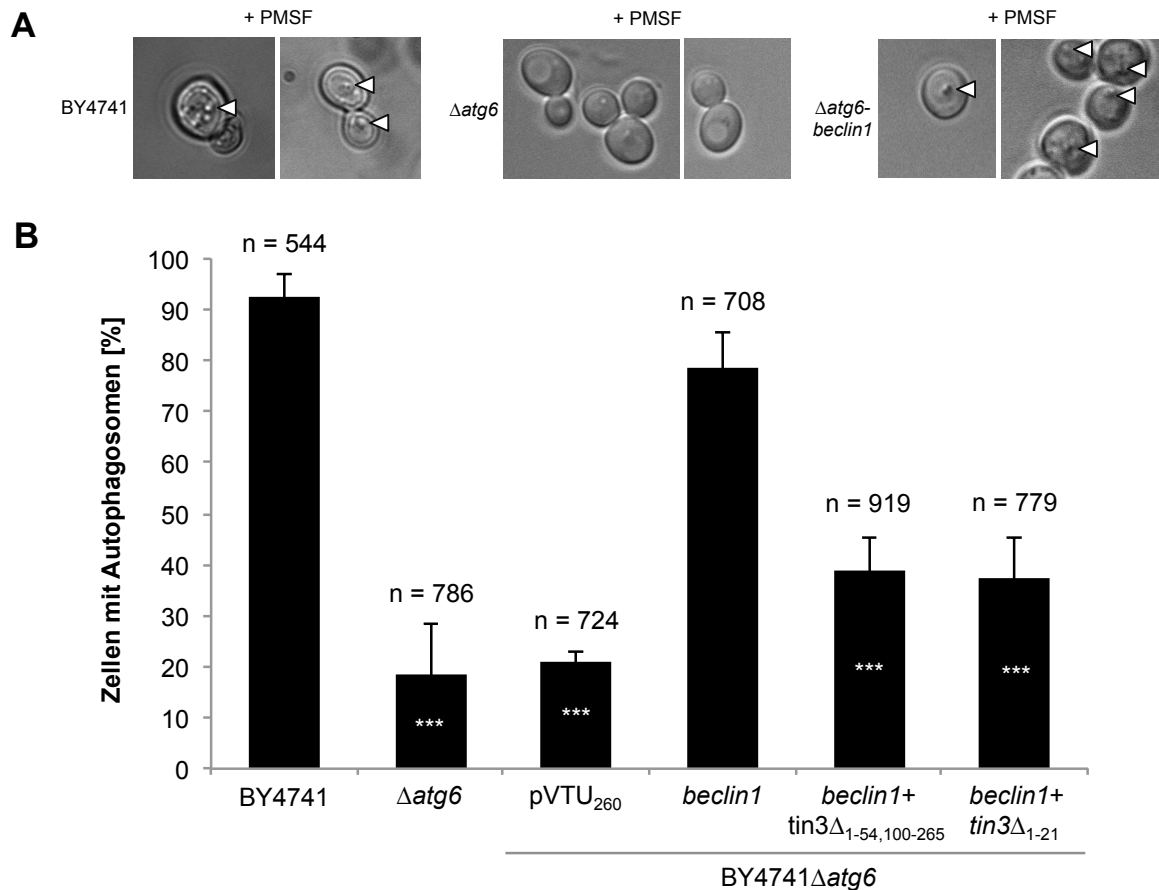 A
+ PMSF
+ PMSF
+ PMSF
BY4741
Δatg6
Δatg6-
beclin1
B
Zellen mit Autophagosomen [%]
100
90
80
70
60
50
40
30
20
10
0
n = 544
n = 786
n = 724
n = 708
n = 919
n = 779
***
***
***
***
BY4741
Δatg6
pVTU260
beclin1
beclin1+
tin3Δ1-54,100-265
beclin1+
tin3Δ1-21
BY4741Δatg6